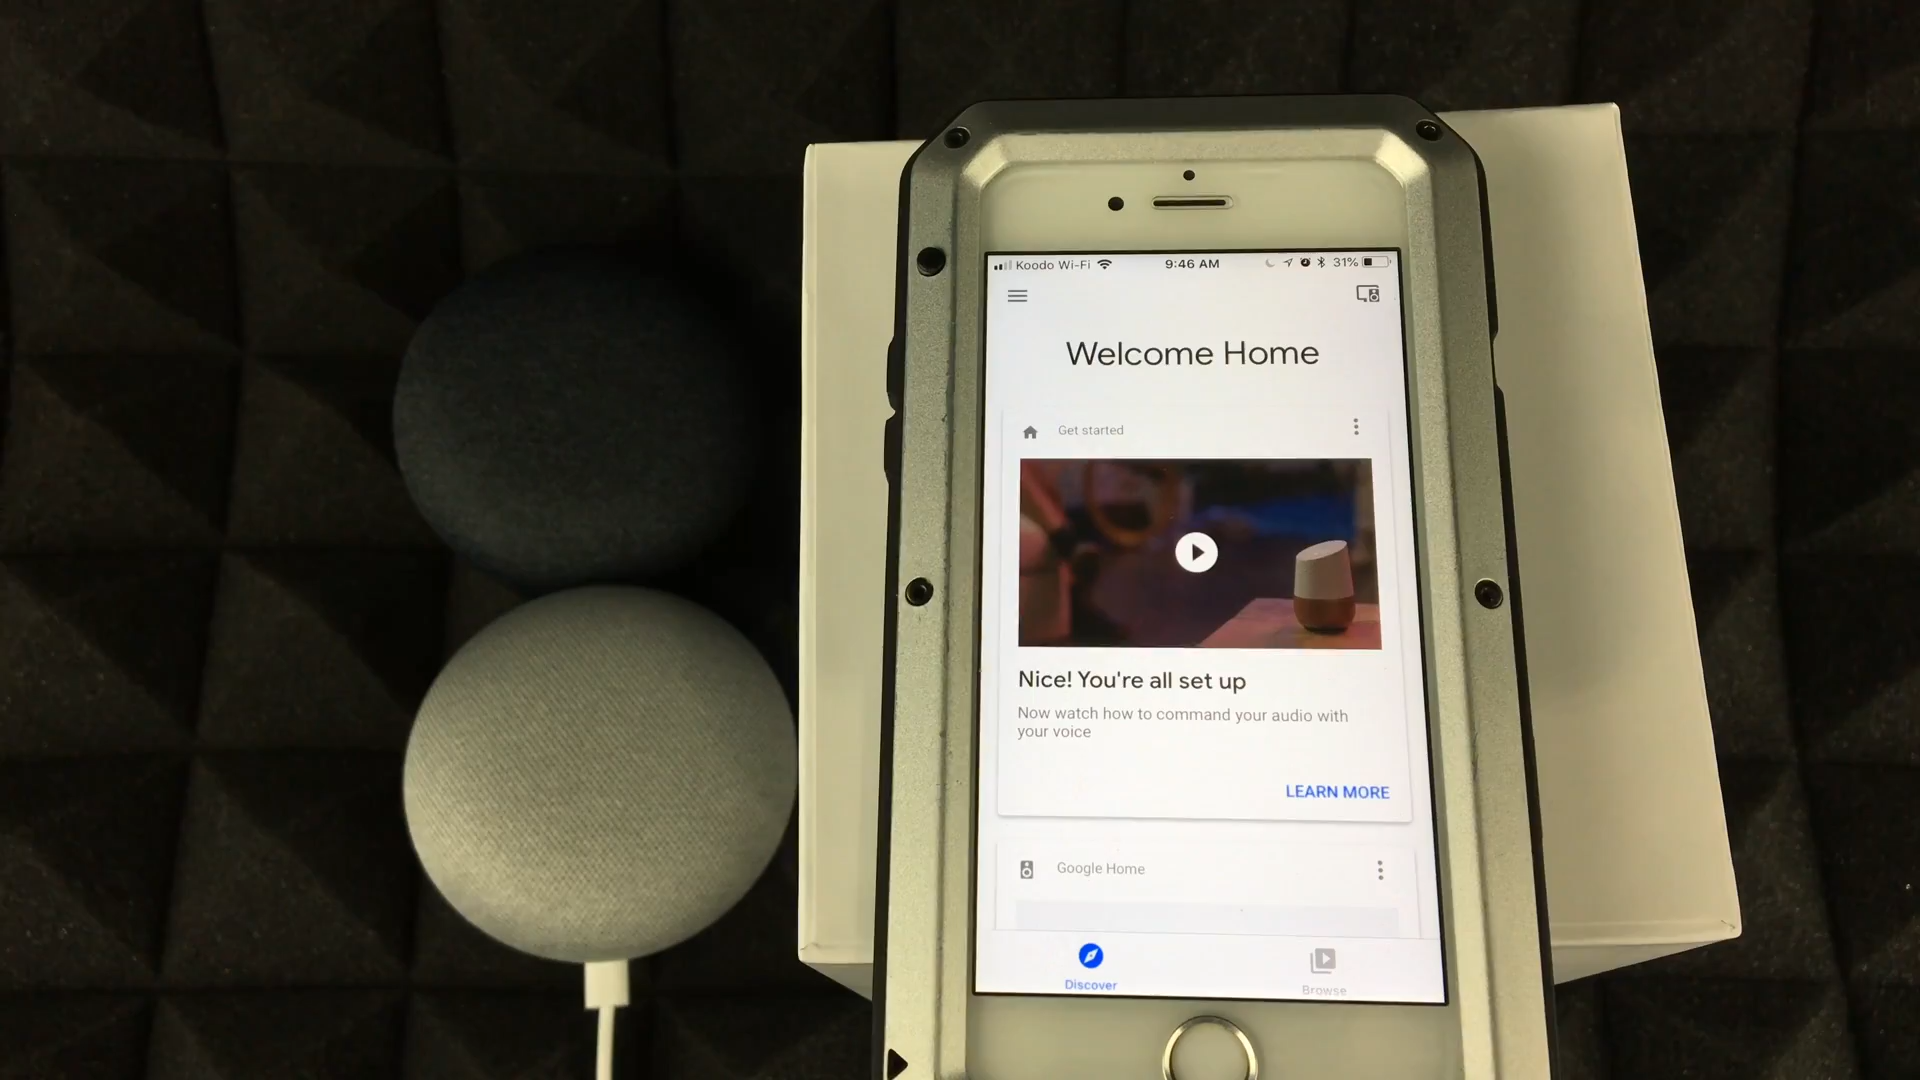 Koodo Wi-Fi 9:46 AM 31%
Welcome Home
Get started
Nice! You're all set up
Now watch how to command your audio with
your voice
LEARN MORE
Google Home
Discover Browse